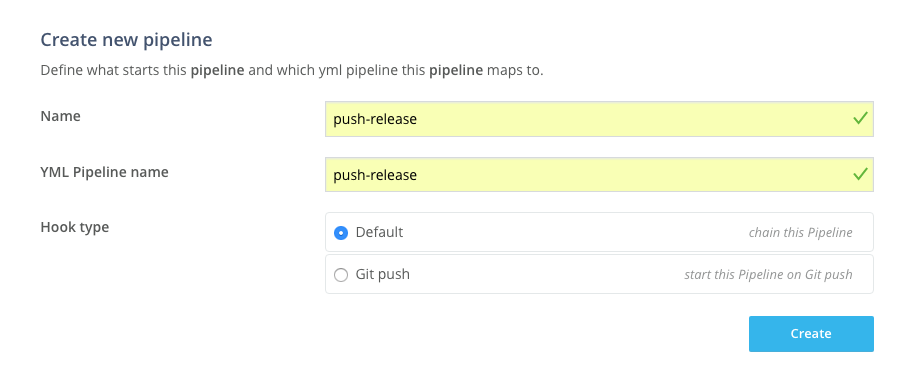 Create new pipeline
Define what starts this pipeline and which yml pipeline this pipeline maps to.
Name
push-release
YML Pipeline name
push-release
Hook type
Default
chain this Pipeline
Git push
start this Pipeline on Git push
Create